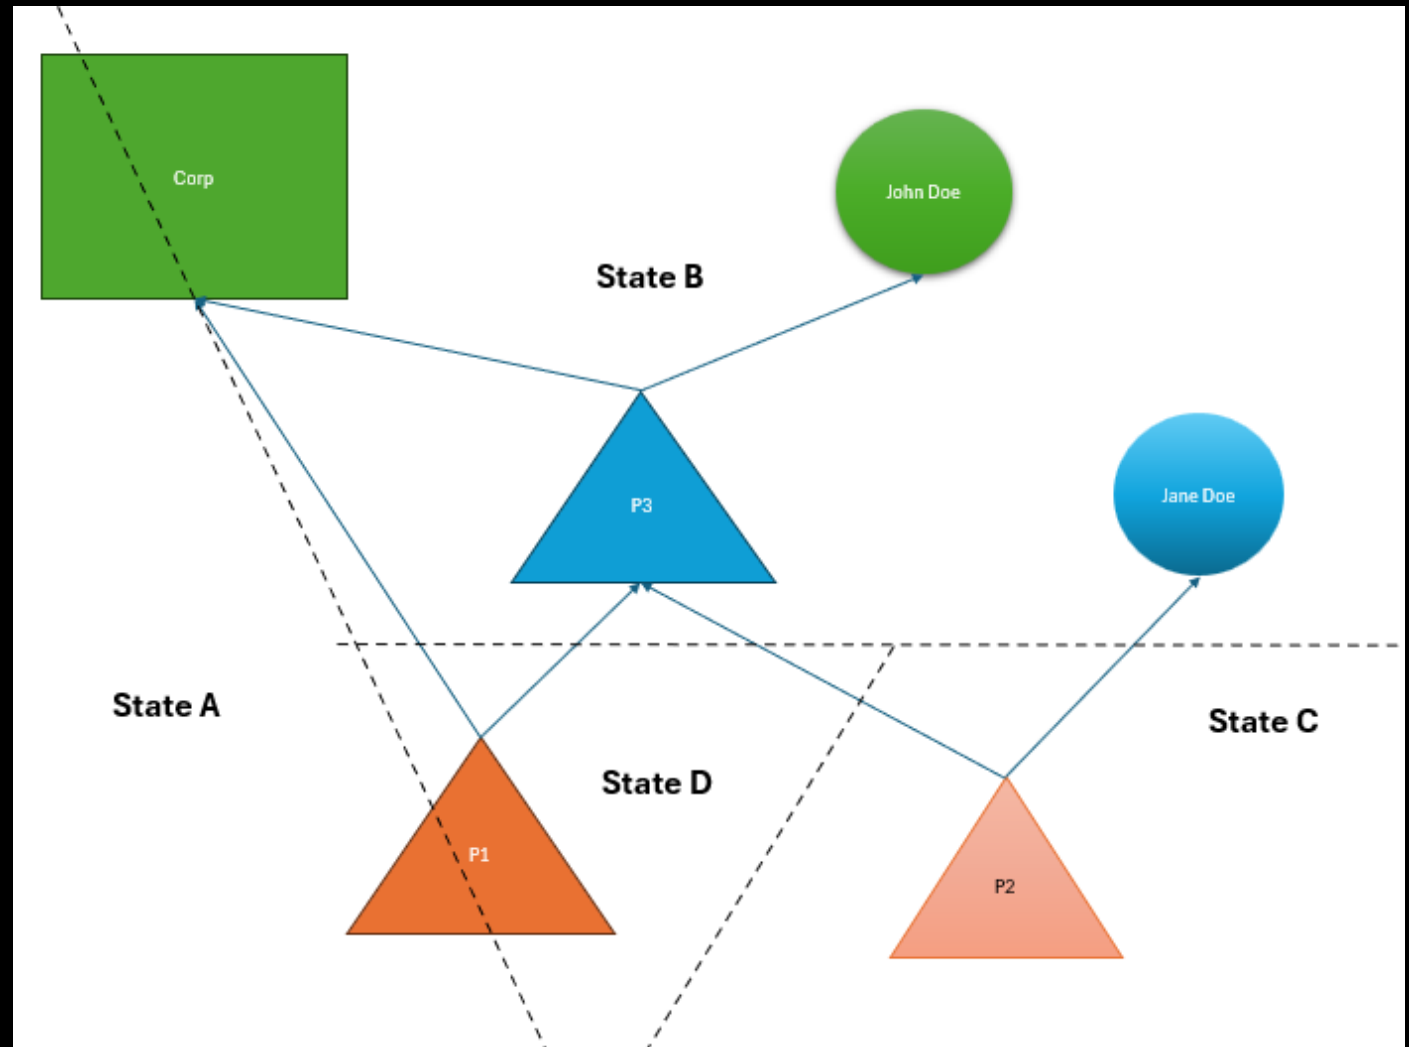 Corp
John Doe
State B
P3
Jane Doe
State A
State C
State D
P1
P2